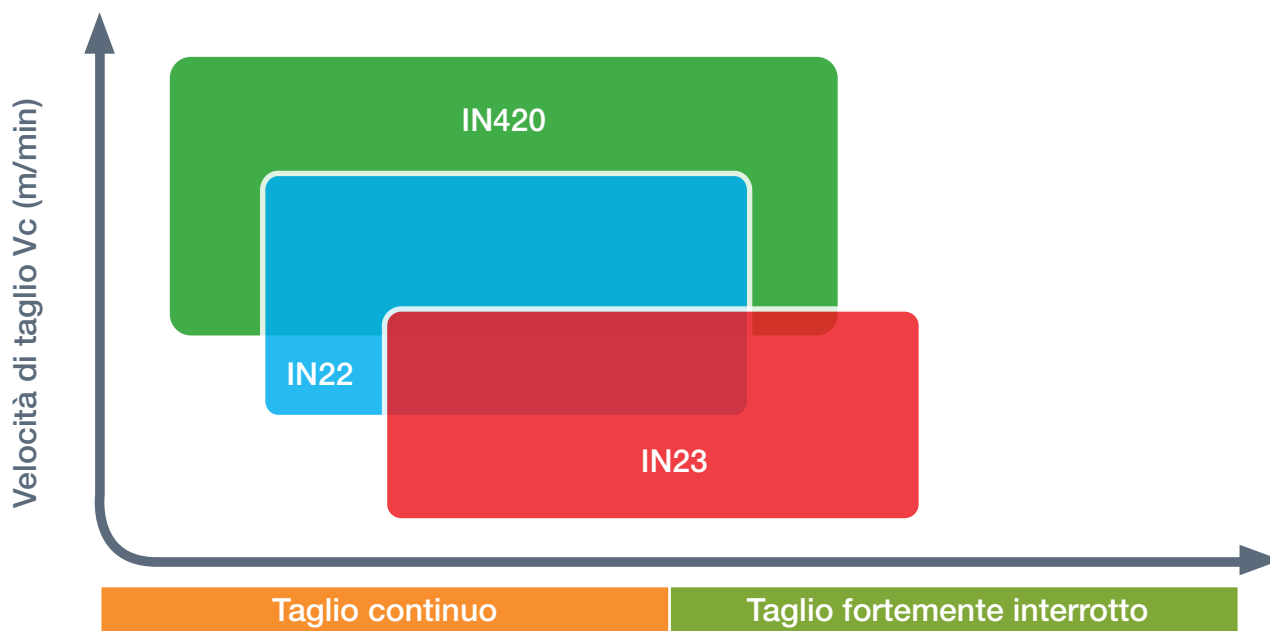 Velocità di taglio Vc (m/min)
IN420
IN22
IN23
Taglio continuo
Taglio fortemente interrotto